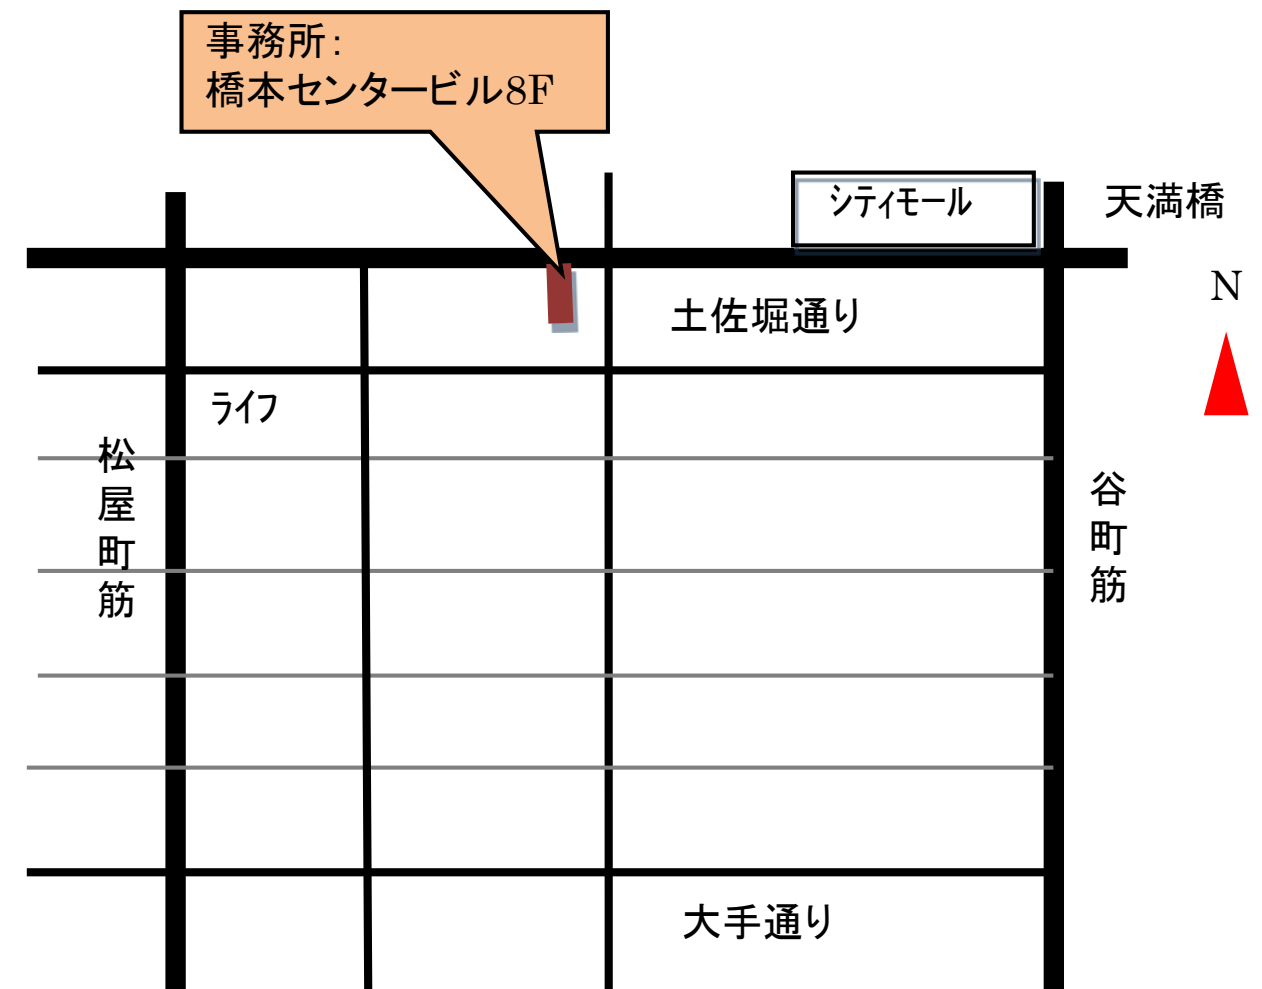 事務所：
橋本センタービル8F
シティモール
天満橋
N
土佐堀通り
ライフ
松屋町筋
谷町筋
大手通り